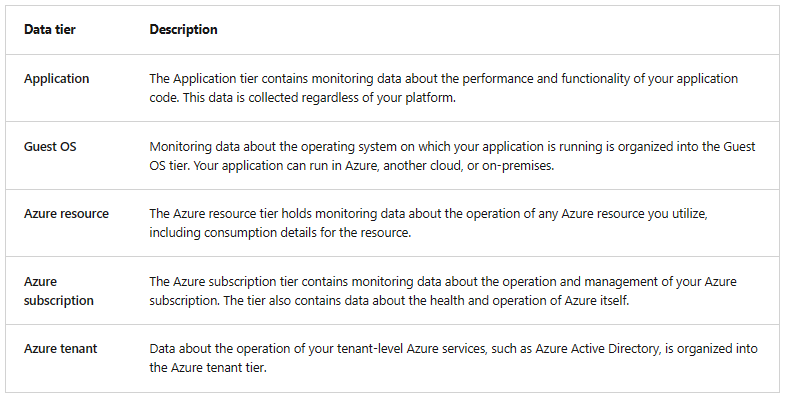 Data tier Description
Application The Application tier contains monitoring data about the performance and functionality of your application
code. This data is collected regardless of your platform.
Guest OS Monitoring data about the operating system on which your application is running is organized into the Guest
OS tier. Your application can run in Azure, another cloud, or on-premises.
Azure resource The Azure resource tier holds monitoring data about the operation of any Azure resource you utilize,
including consumption details for the resource.
Azure The Azure subscription tier contains monitoring data about the operation and management of your Azure
subscription subscription. The tier also contains data about the health and operation of Azure itself.
Azure tenant Data about the operation of your tenant-level Azure services, such as Azure Active Directory, is organized into
the Azure tenant tier.